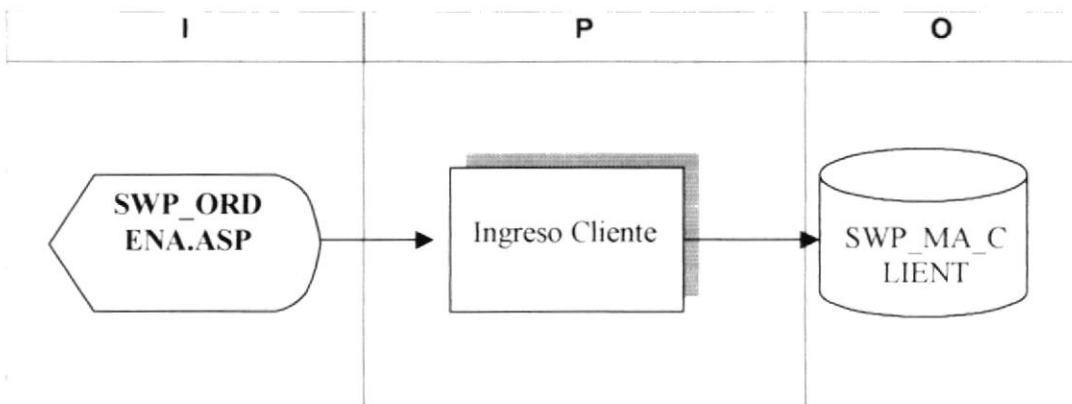 I
P
O
SWP_ORD
ENA.ASP
Ingreso Cliente
SWP_MA_C
LIENT